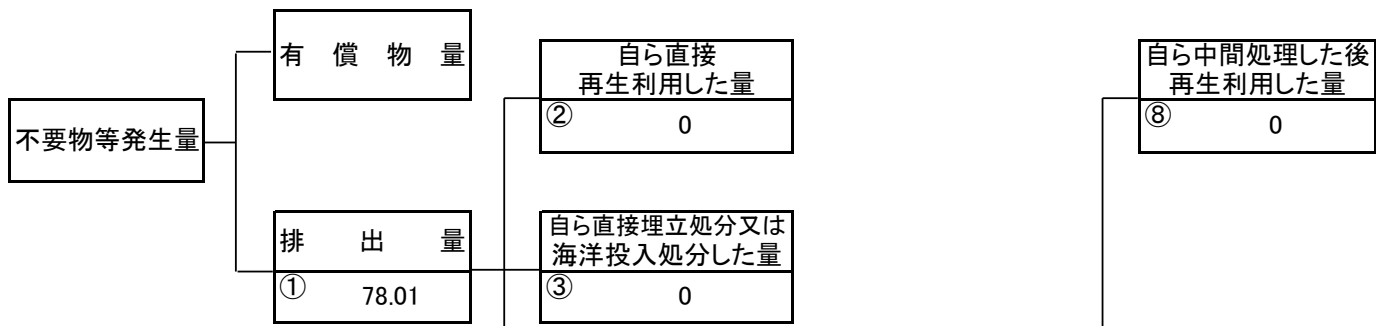 有償物量
自ら直接
再生利用した量
② 0
自ら中間処理した後
再生利用した量
⑧ 0
不要物等発生量
排出量
① 78.01
自ら直接埋立処分又は
海洋投入処分した量
③ 0